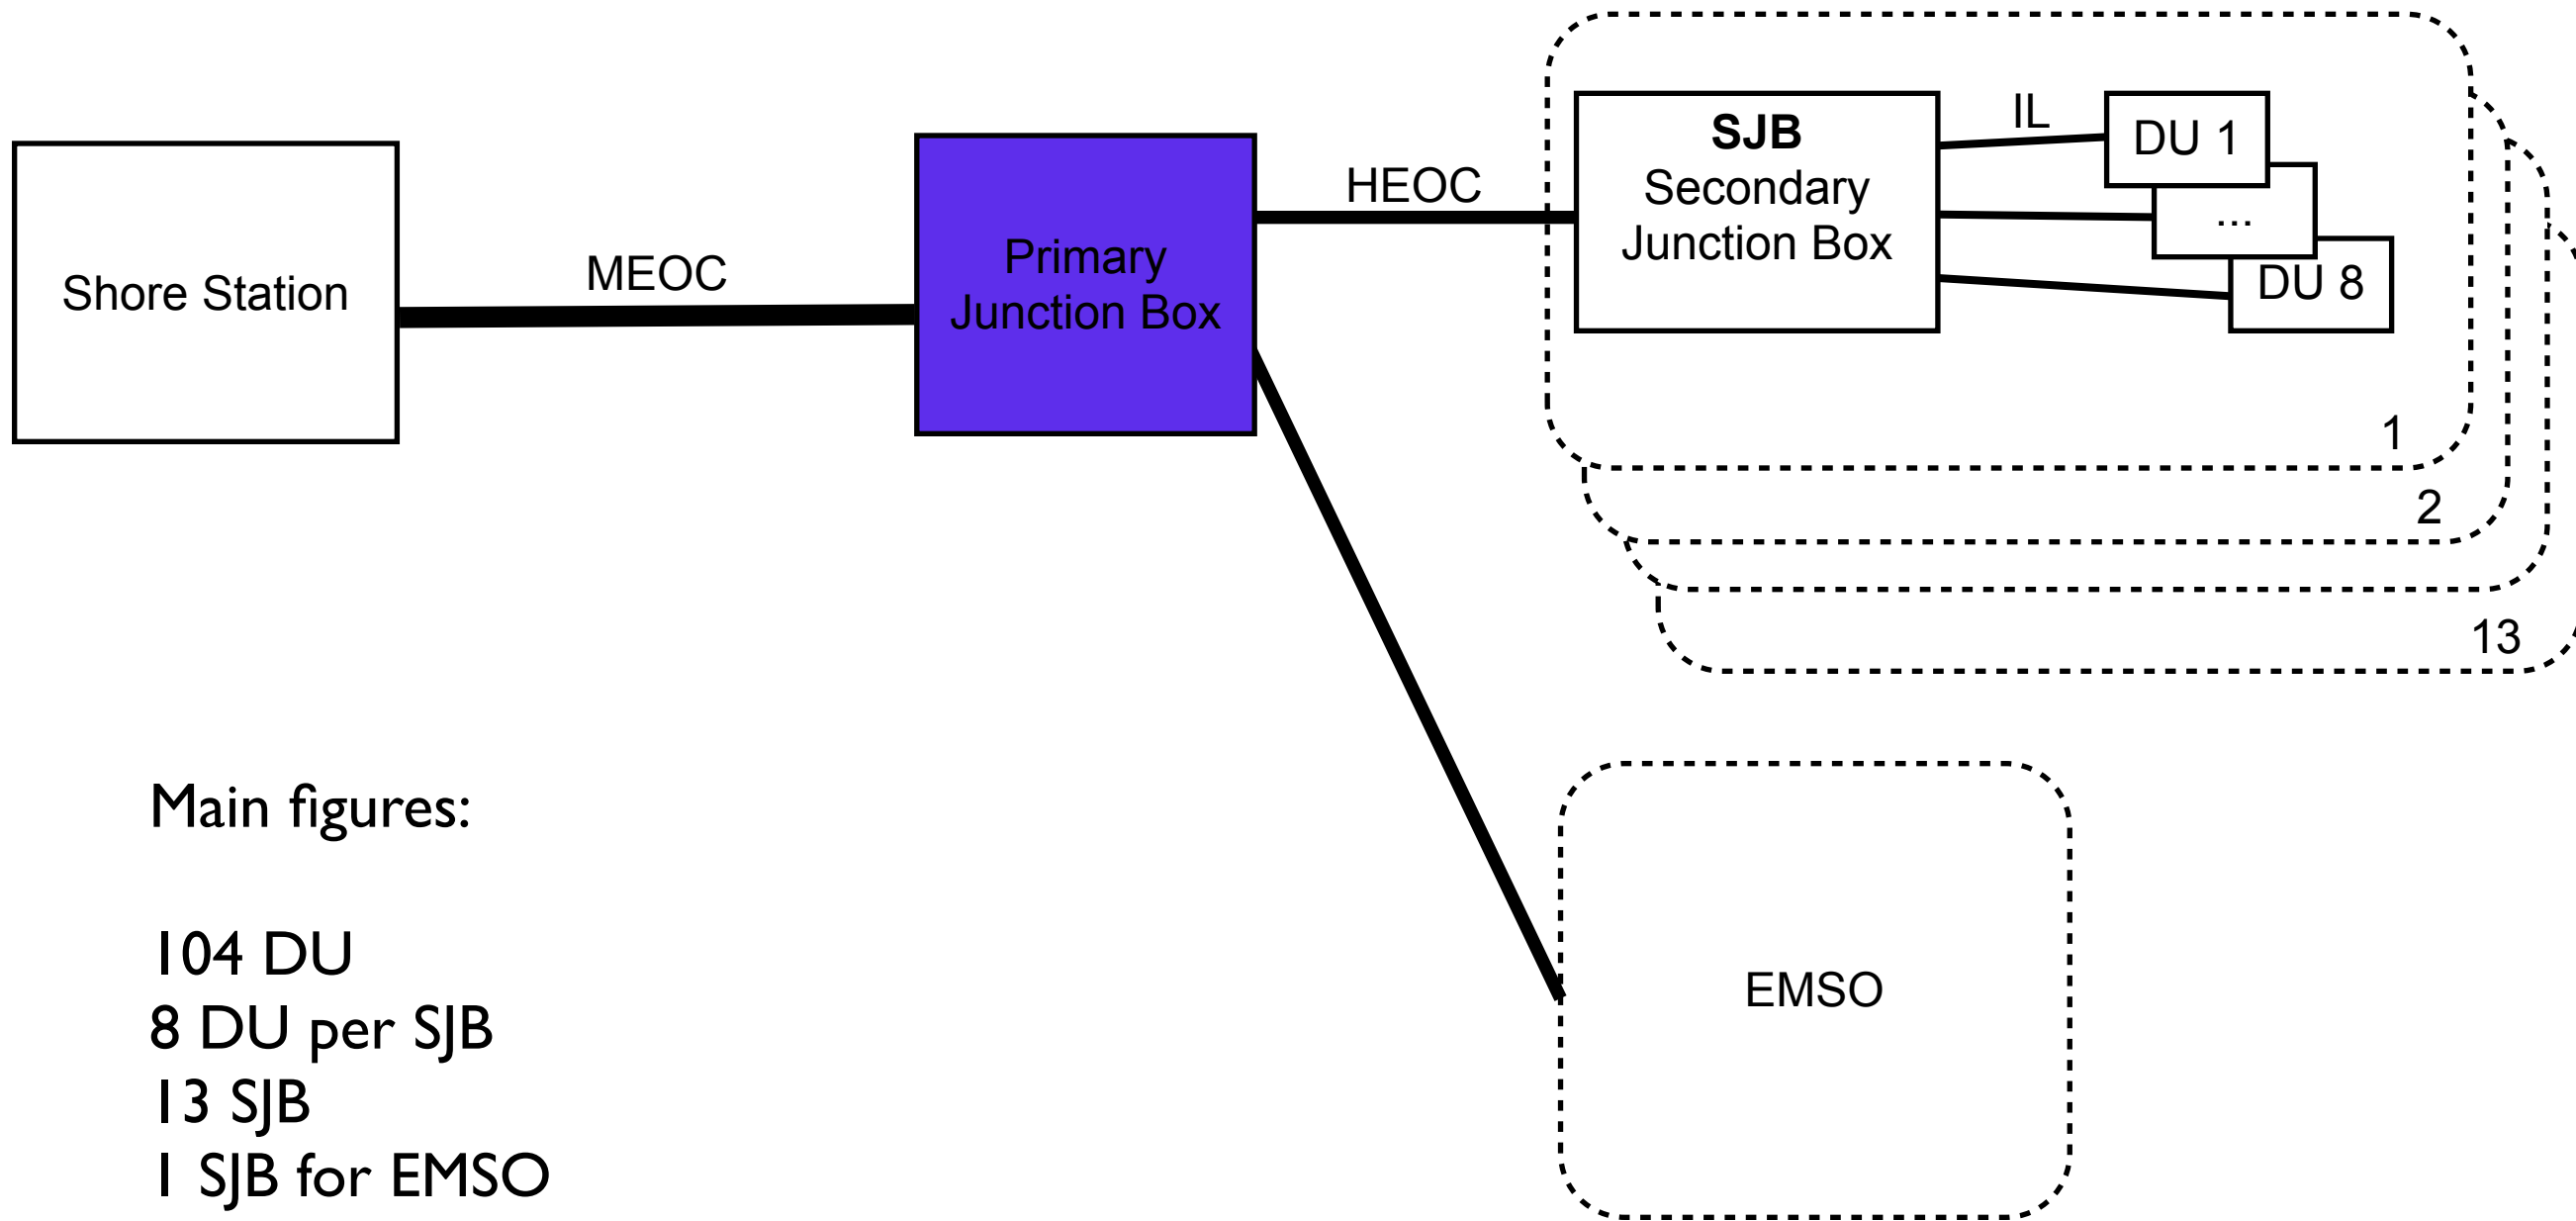 Shore Station
MEOC
Primary
Junction Box
HEOC
SJB
Secondary
Junction Box
IL
DU 1
...
DU 8
1
2
13
EMSO
Main figures:
104 DU
8 DU per SJB
13 SJB
1 SJB for EMSO